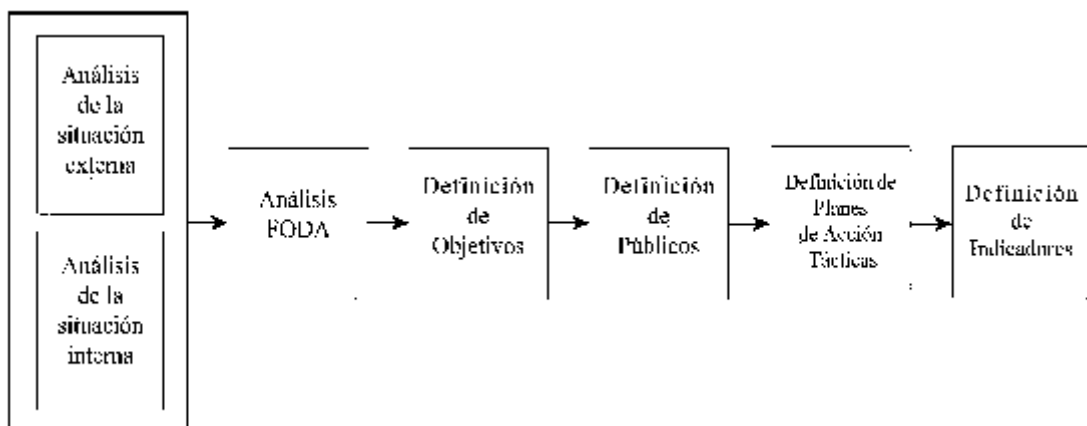 Análisis
de la
situación
externa
Análisis
de la
situación
interna
Análisis
FODA
Definición
de
Objetivos
Definición
de
Públicos
Definición de
Planes
de Acción
Tácticas
Definición
de
Indicadores